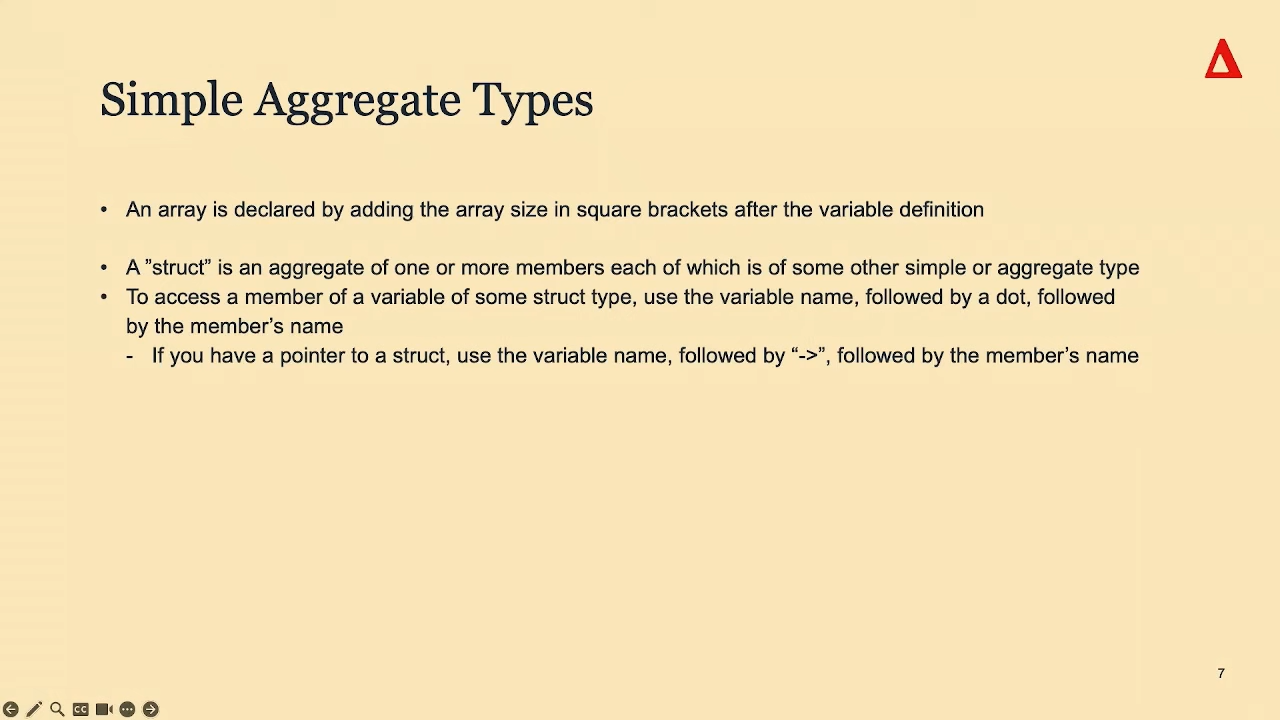 Simple Aggregate Types
• An array is declared by adding the array size in square brackets after the variable definition
• A ”struct” is an aggregate of one or more members each of which is of some other simple or aggregate type
• To access a member of a variable of some struct type, use the variable name, followed by a dot, followed
by the member’s name
- If you have a pointer to a struct, use the variable name, followed by “->”, followed by the member’s name
7
CC